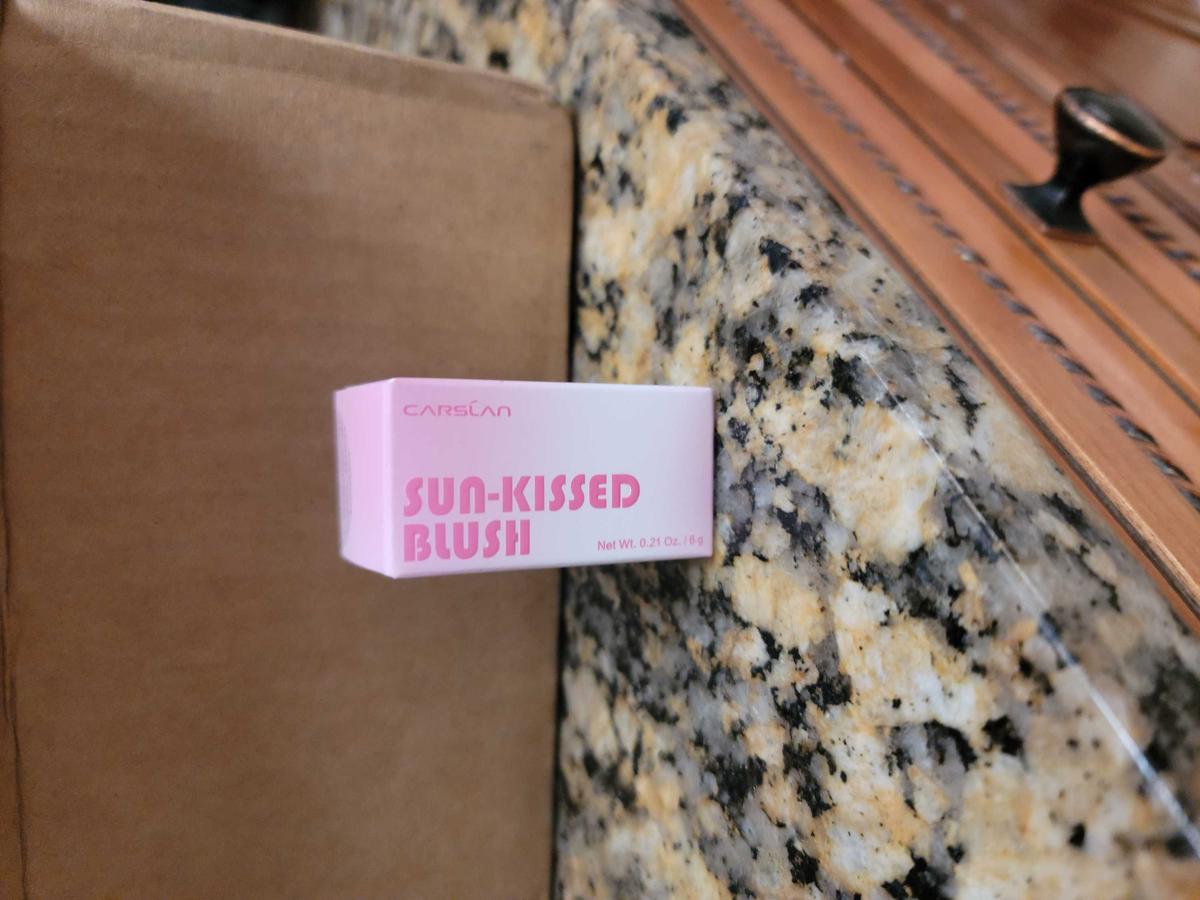 CARSLAN
SUN-KISSED
BLUSH
Net Wt. 0.21 Oz. / 6 g